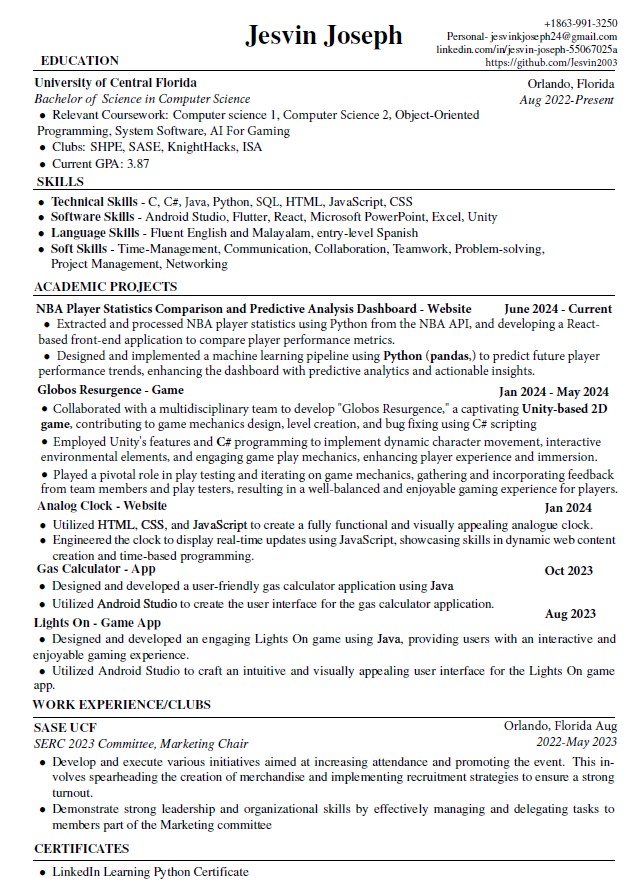 Jesvin Joseph
+1863-991-3250
Personal- jesvinkjoseph24@gmail.com
linkedin.com/in/jesvin-joseph-55067025a
https://github.com/Jesvin2003
EDUCATION
University of Central Florida Orlando, Florida
Bachelor of Science in Computer Science Aug 2022-Present
● Relevant Coursework: Computer science 1, Computer Science 2, Object-Oriented
Programming, System Software, AI For Gaming
● Clubs: SHPE, SASE, KnightHacks, ISA
● Current GPA: 3.87
SKILLS
● Technical Skills - C, C#, Java, Python, SQL, HTML, JavaScript, CSS
● Software Skills - Android Studio, Flutter, React, Microsoft PowerPoint, Excel, Unity
● Language Skills - Fluent English and Malayalam, entry-level Spanish
● Soft Skills - Time-Management, Communication, Collaboration, Teamwork, Problem-solving,
Project Management, Networking
ACADEMIC PROJECTS
NBA Player Statistics Comparison and Predictive Analysis Dashboard - Website June 2024 - Current
● Extracted and processed NBA player statistics using Python from the NBA API, and developing a React-
based front-end application to compare player performance metrics.
● Designed and implemented a machine learning pipeline using Python (pandas,) to predict future player
performance trends, enhancing the dashboard with predictive analytics and actionable insights.
Globos Resurgence - Game Jan 2024 - May 2024
● Collaborated with a multidisciplinary team to develop "Globos Resurgence," a captivating Unity-based 2D
game, contributing to game mechanics design, level creation, and bug fixing using C# scripting
● Employed Unity's features and C# programming to implement dynamic character movement, interactive
environmental elements, and engaging game play mechanics, enhancing player experience and immersion.
● Played a pivotal role in play testing and iterating on game mechanics, gathering and incorporating feedback
from team members and play testers, resulting in a well-balanced and enjoyable gaming experience for players.
Analog Clock - Website Jan 2024
● Utilized HTML, CSS, and JavaScript to create a fully functional and visually appealing analogue clock.
● Engineered the clock to display real-time updates using JavaScript, showcasing skills in dynamic web content
creation and time-based programming.
Gas Calculator - App Oct 2023
● Designed and developed a user-friendly gas calculator application using Java
● Utilized Android Studio to create the user interface for the gas calculator application.
Lights On - Game App Aug 2023
● Designed and developed an engaging Lights On game using Java, providing users with an interactive and
enjoyable gaming experience.
● Utilized Android Studio to craft an intuitive and visually appealing user interface for the Lights On game
app.
WORK EXPERIENCE/CLUBS
SASE UCF Orlando, Florida Aug
SERC 2023 Committee, Marketing Chair 2022-May 2023
● Develop and execute various initiatives aimed at increasing attendance and promoting the event. This in-
volves spearheading the creation of merchandise and implementing recruitment strategies to ensure a strong
turnout.
● Demonstrate strong leadership and organizational skills by effectively managing and delegating tasks to
members part of the Marketing committee
CERTIFICATES
● LinkedIn Learning Python Certificate